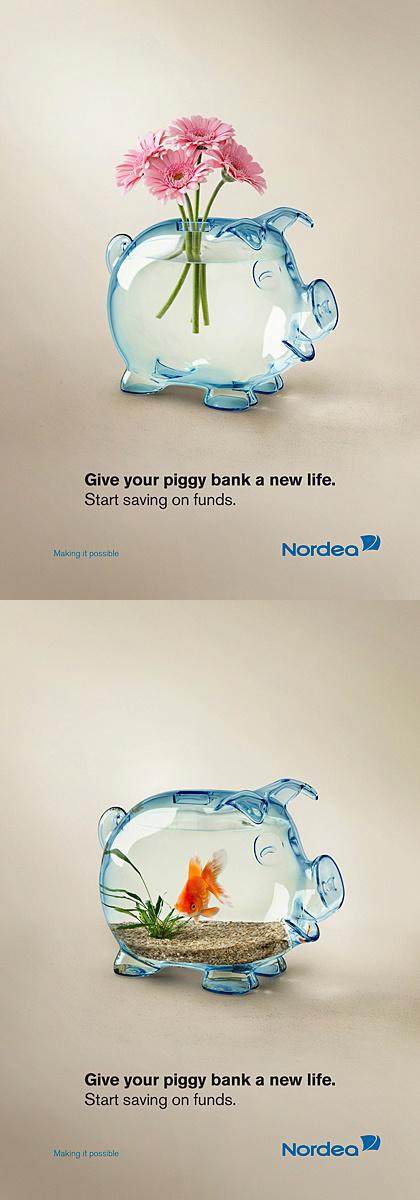 Give your piggy bank a new life.
Start saving on funds.
Making it possible
Nordea
Give your piggy bank a new life.
Start saving on funds.
Making it possible
Nordea